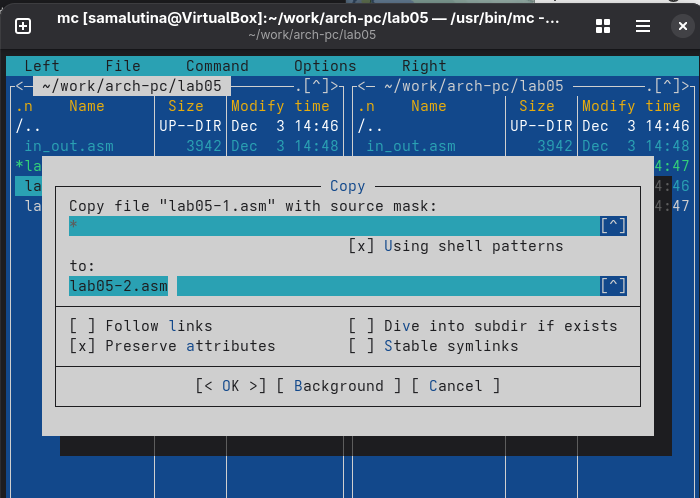 mc [samalutina@VirtualBox]:~/work/arch-pc/lab05 — /usr/bin/mc -…
~/work/arch-pc/lab05
Left File Command Options Right
<— ~/work/arch-pc/lab05 .[^]> <— ~/work/arch-pc/lab05 .[^]>
.n Name Size Modify time .n Name Size Modify time
/.. UP--DIR Dec 3 14:46 /.. UP--DIR Dec 3 14:46
in_out.asm 3942 Dec 3 14:48 in_out.asm 3942 Dec 3 14:48
*la 4:47
la 4:46
la 4:47
Copy
Copy file "lab05-1.asm" with source mask:
* [^]
[x] Using shell patterns
to:
lab05-2.asm [^]
[ ] Follow links [ ] Dive into subdir if exists
[x] Preserve attributes [ ] Stable symlinks
[< OK >] [ Background ] [ Cancel ]